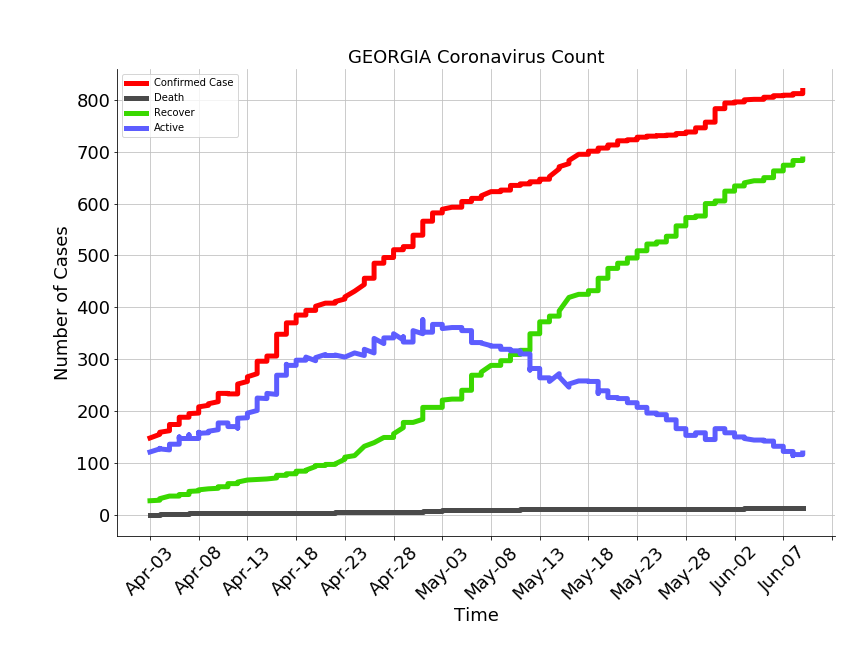 GEORGIA Coronavirus Count
Confirmed Case
Death
Recover
Active
800
700
600
500
400
300
200
100
0
Number of Cases
Apr-03
Apr-08
Apr-13
Apr-18
Apr-23
Apr-28
May-03
May-08
May-13
May-18
May-23
May-28
Jun-02
Jun-07
Time